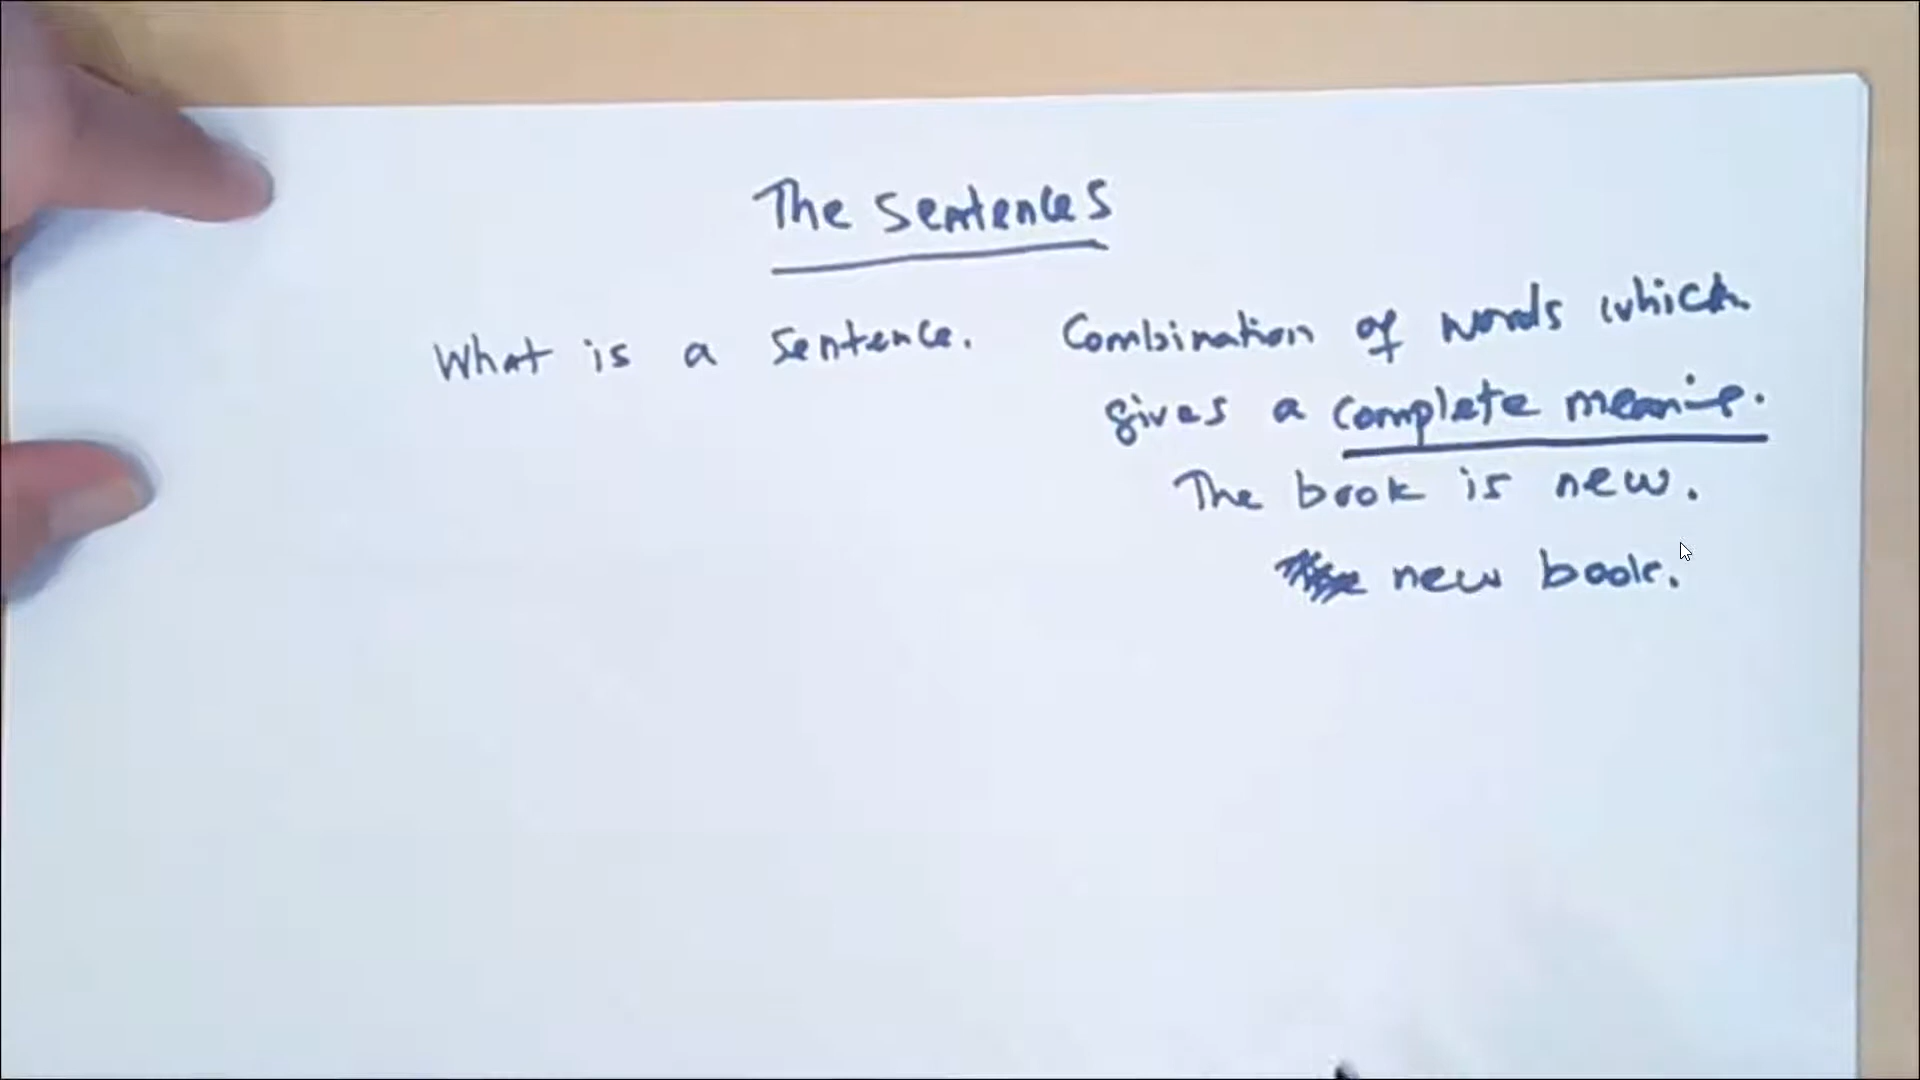 The Sentences
What is a sentence. Combination of words which
gives a complete meaning.
The book is new.
new book.